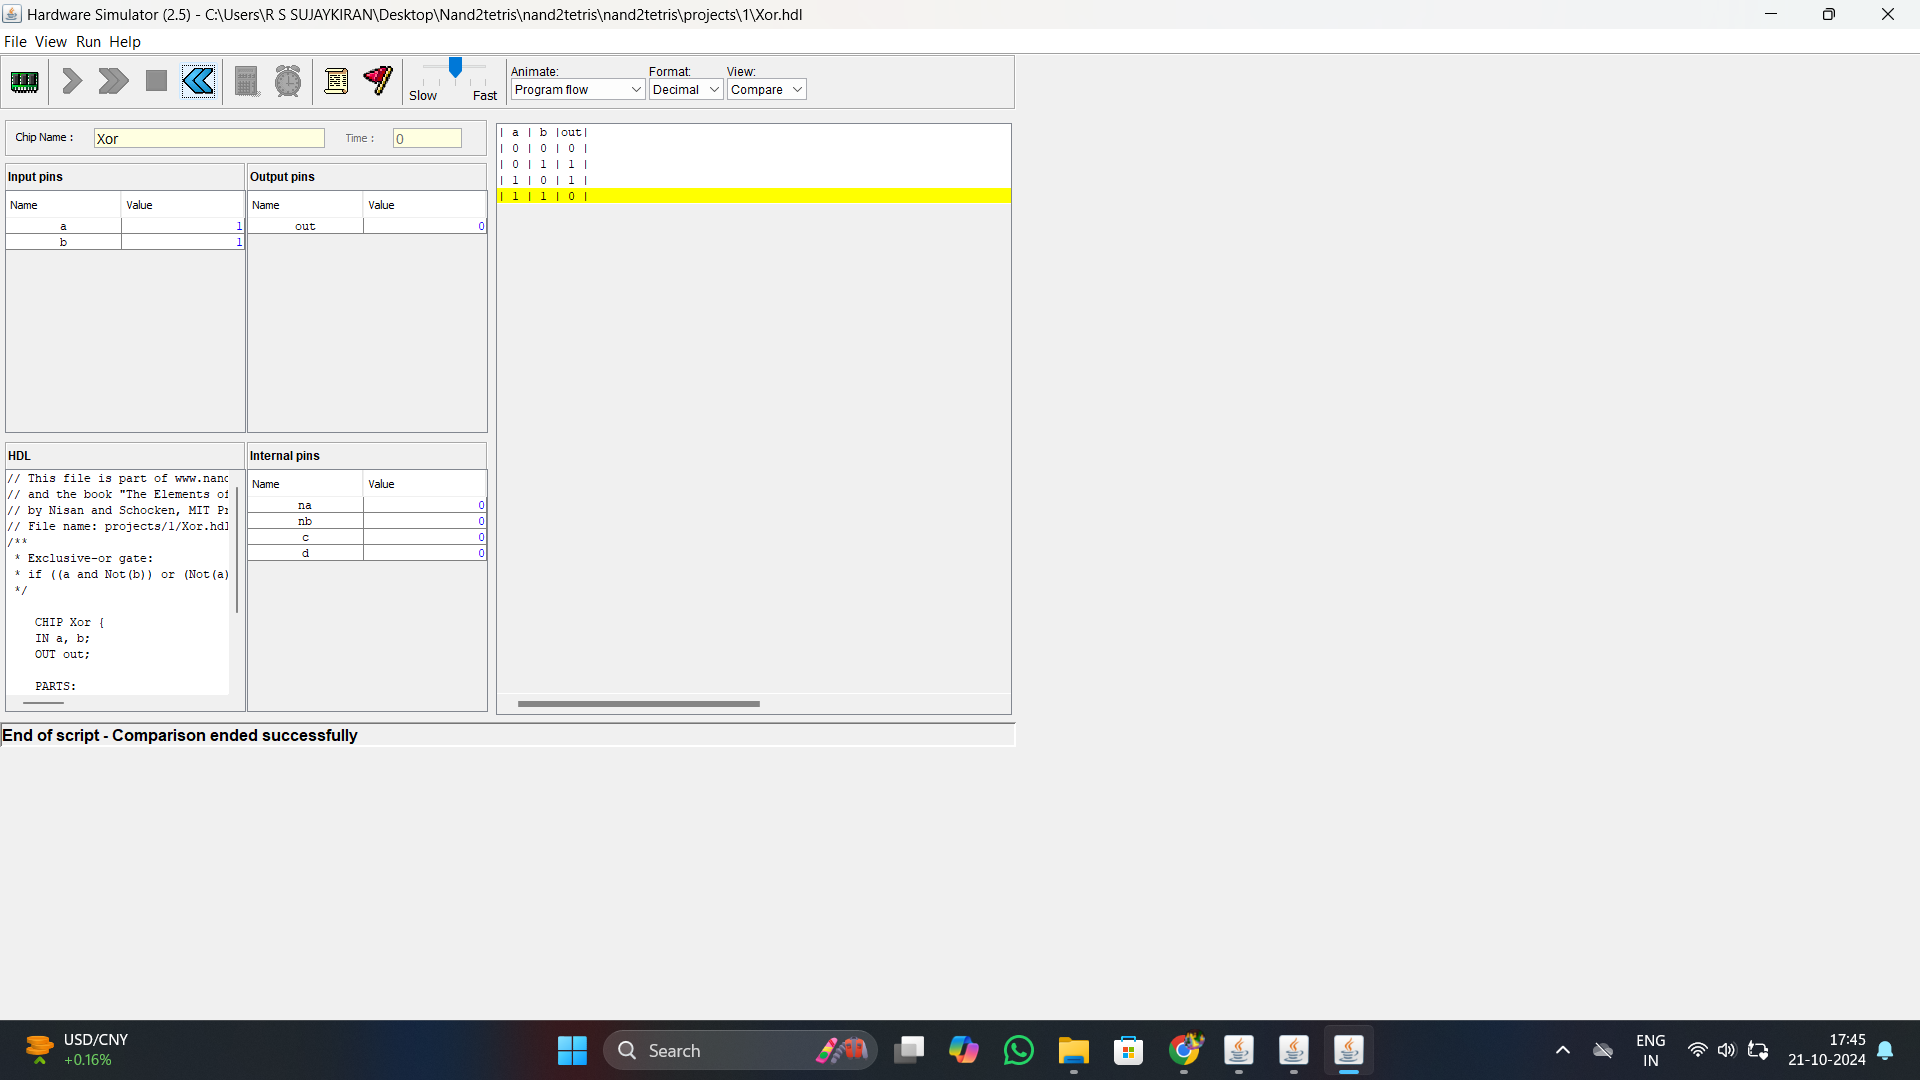 Hardware Simulator (2.5) - C:\Users\R S SUJAYKIRAN\Desktop\Nand2tetris\nand2tetris\nand2tetris\projects\1\Xor.hdl
File View Run Help
Slow Fast
Animate: Format: View:
Program flow Decimal Compare
Chip Name : Xor Time : 0
Input pins Output pins
Name Value Name Value
a 1 out 0
b 1
| a | b |out|
| 0 | 0 | 0 |
| 0 | 1 | 1 |
| 1 | 0 | 1 |
| 1 | 1 | 0 |
HDL
// This file is part of www.nand
// and the book "The Elements of
// by Nisan and Schocken, MIT Pr
// File name: projects/1/Xor.hdl
/**
* Exclusive-or gate:
* if ((a and Not(b)) or (Not(a)
*/
CHIP Xor {
IN a, b;
OUT out;
PARTS:
Internal pins
Name Value
na 0
nb 0
c 0
d 0
End of script - Comparison ended successfully
USD/CNY
+0.16%
Search
ENG
IN
17:45
21-10-2024